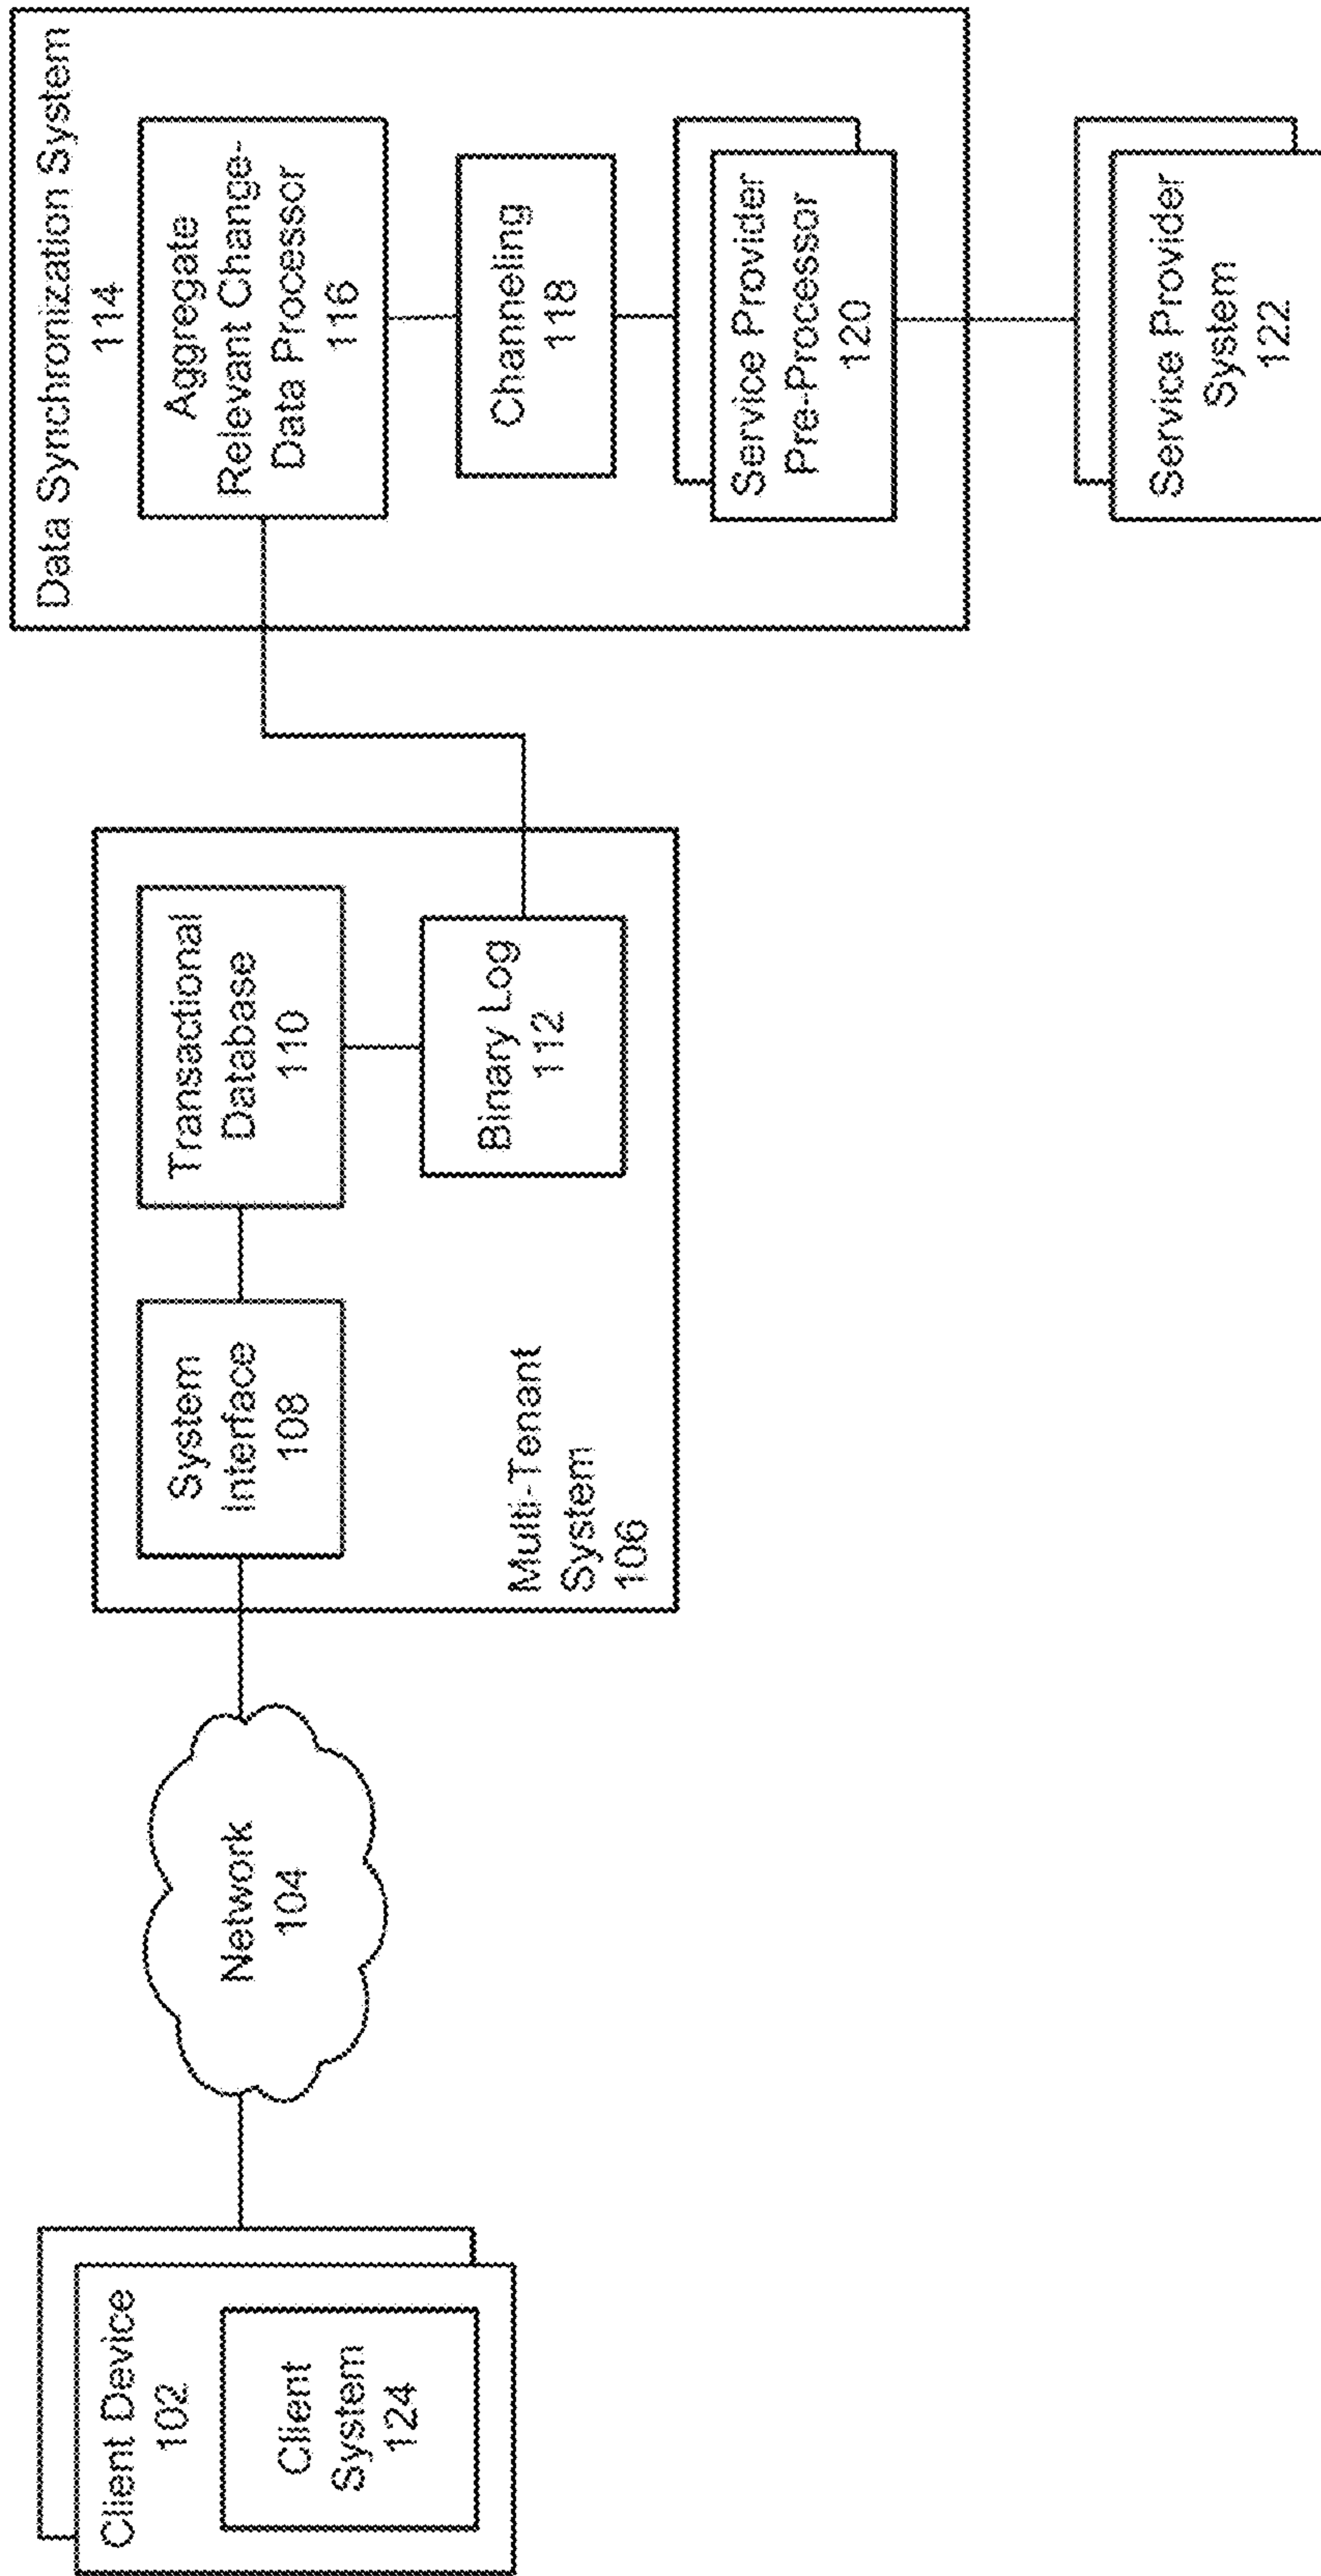 Client Device
102
Client
System
124
Network
104
System
Interface
108
Transactional
Database
110
Binary Log
112
Multi-Tenant
System
106
Data Synchronization System
114
Aggregate
Relevant Change-
Data Processor
116
Channeling
118
Service Provider
Pre-Processor
120
Service Provider
System
122